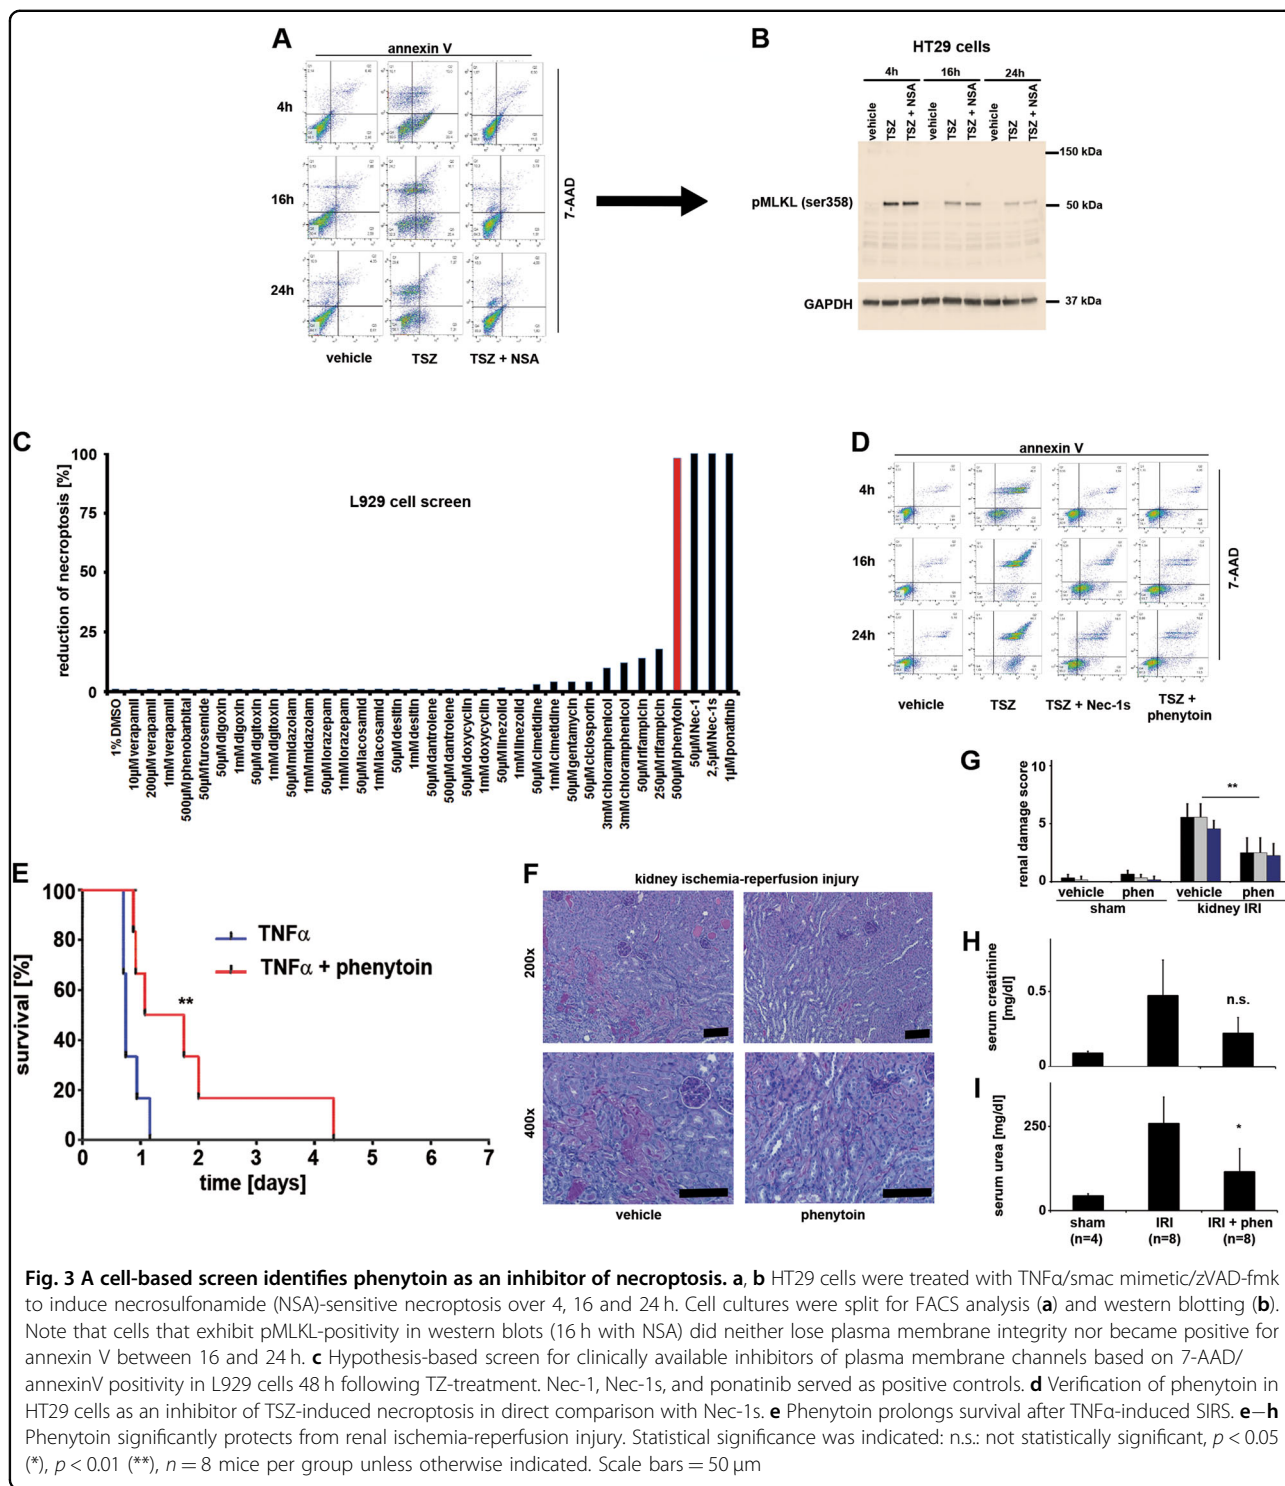 A
annexin V
4h
16h
24h
7-AAD
vehicle
TSZ
TSZ + NSA
B
HT29 cells
4h
16h
24h
vehicle
TSZ
TSZ + NSA
vehicle
TSZ
TSZ + NSA
vehicle
TSZ
TSZ + NSA
150 kDa
pMLKL (ser358)
50 kDa
GAPDH
37 kDa
C
reduction of necroptosis [%]
100
75
50
25
0
L929 cell screen
1% DMSO
10µM verapamil
200µM verapamil
1mM verapamil
500µM phenobarbital
50µM furosemide
50µM digoxin
1mM digoxin
50µM digitoxin
1mM digitoxin
50µM midazolam
1mM midazolam
50µM lorazepam
1mM lorazepam
50µM lacosamid
1mM lacosamid
50µM desitin
1mM desitin
50µM dantrolene
500µM dantrolene
50µM doxycyclin
1mM doxycyclin
50µM linezolid
1mM linezolid
50µM cimetidine
1mM cimetidine
50µM gentamycin
50µM ciclosporin
3mM chloramphenicol
3mM chloramphenicol
50µM rifampicin
250µM rifampicin
500µM phenytoin
50µM Nec-1
2,5µM Nec-1s
1µM ponatinib
D
annexin V
4h
16h
24h
7-AAD
vehicle
TSZ
TSZ + Nec-1s
TSZ +
phenytoin
E
survival [%]
100
80
60
40
20
0
TNFα
TNFα + phenytoin
**
0 1 2 3 4 5 6 7
time [days]
F
kidney ischemia-reperfusion injury
200x
400x
vehicle
phenytoin
G
renal damage score
10
5
0
**
vehicle
phen
vehicle
phen
sham
kidney IRI
H
serum creatinine
[mg/dl]
0.5
0
n.s.
I
serum urea [mg/dl]
250
0
*
sham
(n=4)
IRI
(n=8)
IRI + phen
(n=8)
Fig. 3 A cell-based screen identifies phenytoin as an inhibitor of necroptosis. a, b HT29 cells were treated with TNFα/smac mimetic/zVAD-fmk
to induce necrosulfonamide (NSA)-sensitive necroptosis over 4, 16 and 24 h. Cell cultures were split for FACS analysis (a) and western blotting (b).
Note that cells that exhibit pMLKL-positivity in western blots (16 h with NSA) did neither lose plasma membrane integrity nor became positive for
annexin V between 16 and 24 h. c Hypothesis-based screen for clinically available inhibitors of plasma membrane channels based on 7-AAD/
annexinV positivity in L929 cells 48 h following TZ-treatment. Nec-1, Nec-1s, and ponatinib served as positive controls. d Verification of phenytoin in
HT29 cells as an inhibitor of TSZ-induced necroptosis in direct comparison with Nec-1s. e Phenytoin prolongs survival after TNFα-induced SIRS. e–h
Phenytoin significantly protects from renal ischemia-reperfusion injury. Statistical significance was indicated: n.s.: not statistically significant, p < 0.05
(*), p < 0.01 (**), n = 8 mice per group unless otherwise indicated. Scale bars = 50 µm